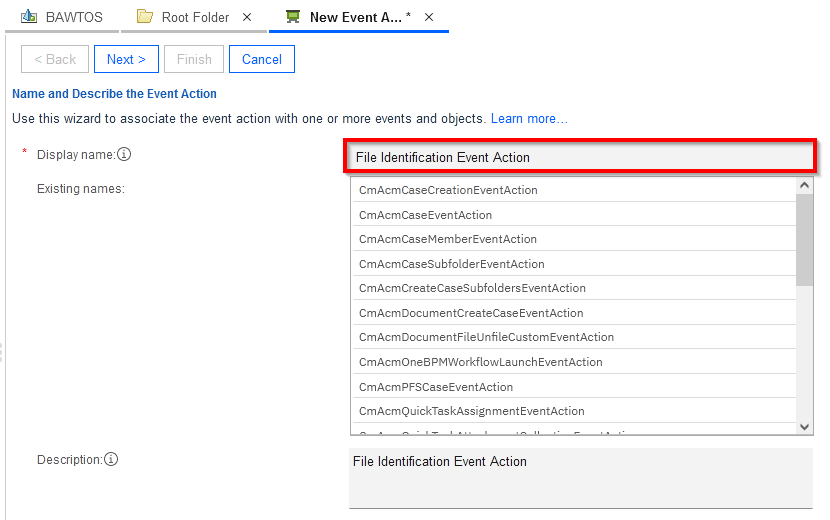 BAWTOS
Root Folder
New Event A... *
< Back
Next >
Finish
Cancel
Name and Describe the Event Action
Use this wizard to associate the event action with one or more events and objects. Learn more...
* Display name:
File Identification Event Action
Existing names:
CmAcmCaseCreationEventAction
CmAcmCaseEventAction
CmAcmCaseMemberEventAction
CmAcmCaseSubfolderEventAction
CmAcmCreateCaseSubfoldersEventAction
CmAcmDocumentCreateCaseEventAction
CmAcmDocumentFileUnfileCustomEventAction
CmAcmOneBPMWorkflowLaunchEventAction
CmAcmPFSCaseEventAction
CmAcmQuickTaskAssignmentEventAction
Description:
File Identification Event Action